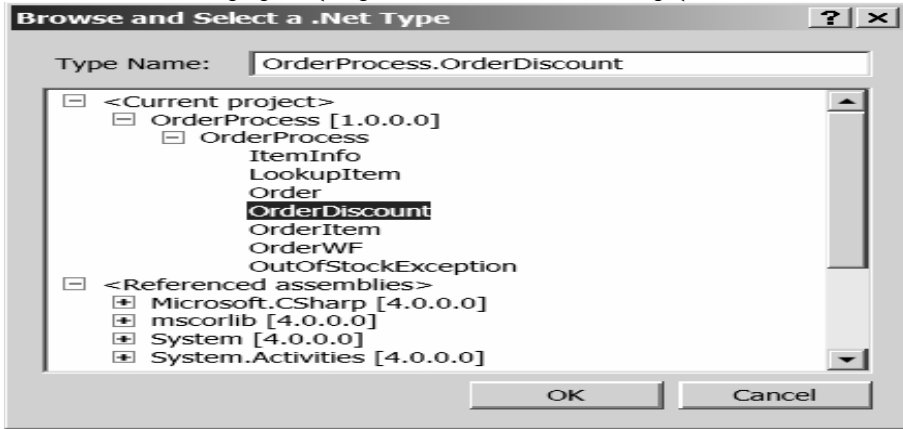 Browse and Select a .Net Type
Type Name: OrderProcess.OrderDiscount
<Current project>
OrderProcess [1.0.0.0]
OrderProcess
ItemInfo
LookupItem
Order
OrderDiscount
OrderItem
OrderWF
OutOfStockException
<Referenced assemblies>
Microsoft.CSharp [4.0.0.0]
mscorlib [4.0.0.0]
System [4.0.0.0]
System.Activities [4.0.0.0]
OK Cancel